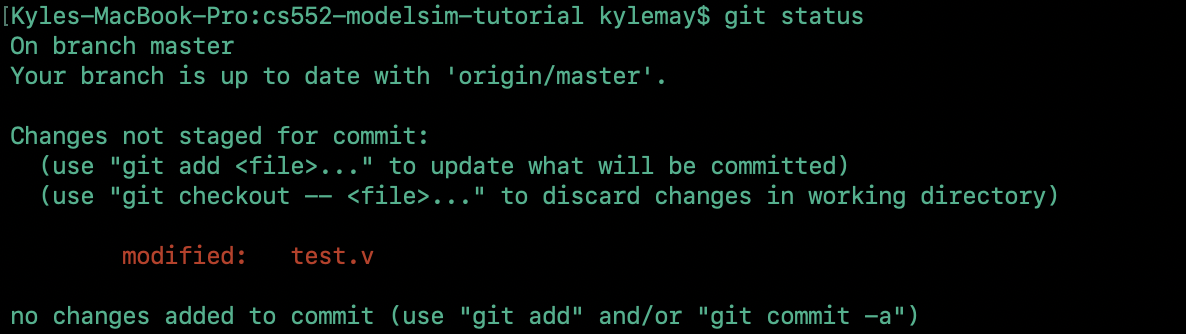 [Kyles-MacBook-Pro:cs552-modelsim-tutorial kylemay$ git status
On branch master
Your branch is up to date with 'origin/master'.
Changes not staged for commit:
(use "git add <file>..." to update what will be committed)
(use "git checkout -- <file>..." to discard changes in working directory)
modified: test.v
no changes added to commit (use "git add" and/or "git commit -a")